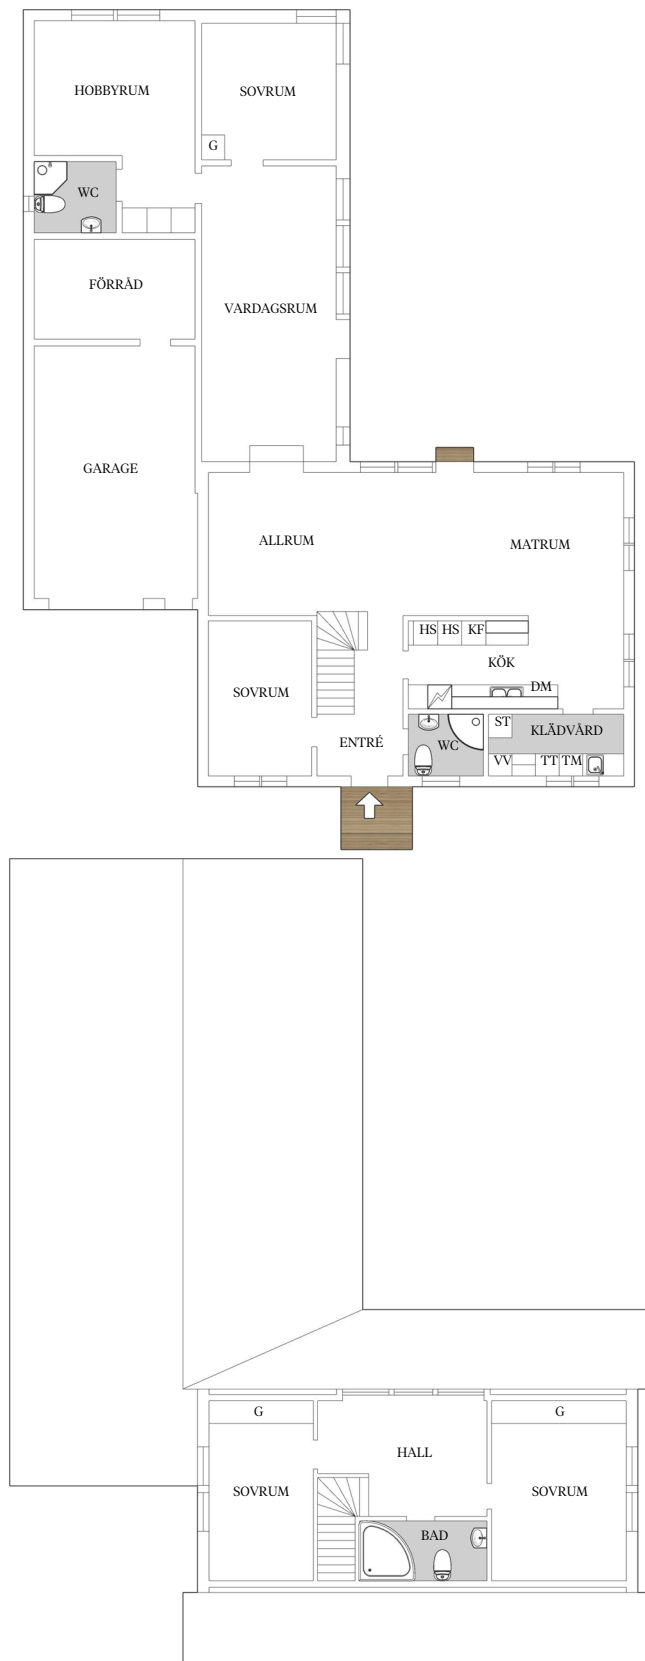 HOBBYRUM
SOVRUM
G
WC
FÖRRÅD
VARDAGSRUM
GARAGE
ALLRUM
MATRUM
HS HS KF
KÖK
SOVRUM
DM
ST
KLÄDVÅRD
ENTRÉ
WC
VV TT TM
G
G
HALL
SOVRUM
SOVRUM
BAD